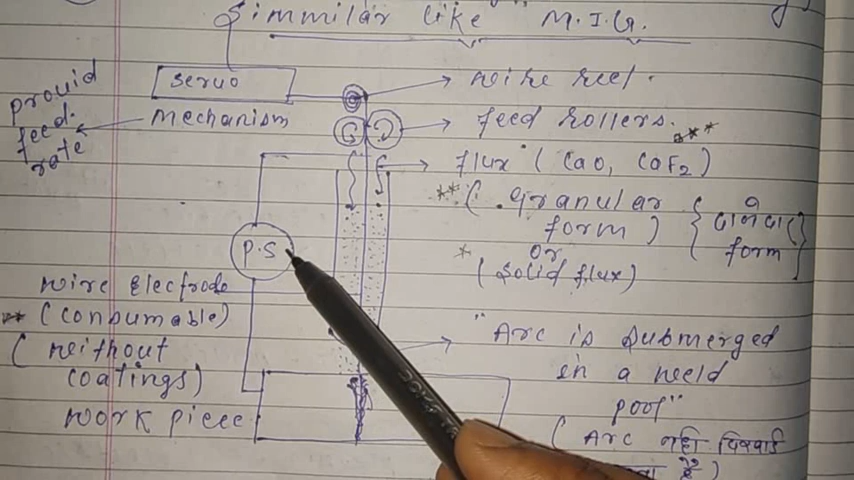 Simmilar like "M.I.G.
servo
mechanism
provid
feed.
rate
wire reel.
feed rollers.
flux (CaO, CaF2)
** (. granular
form)
{ दानेदार
form }
* or
(solid flux)
P.S
wire Electrode
** (consumable)
( without
coatings)
work piece
"Arc is submerged
in a weld
pool"
( Arc नही दिखाई
है )